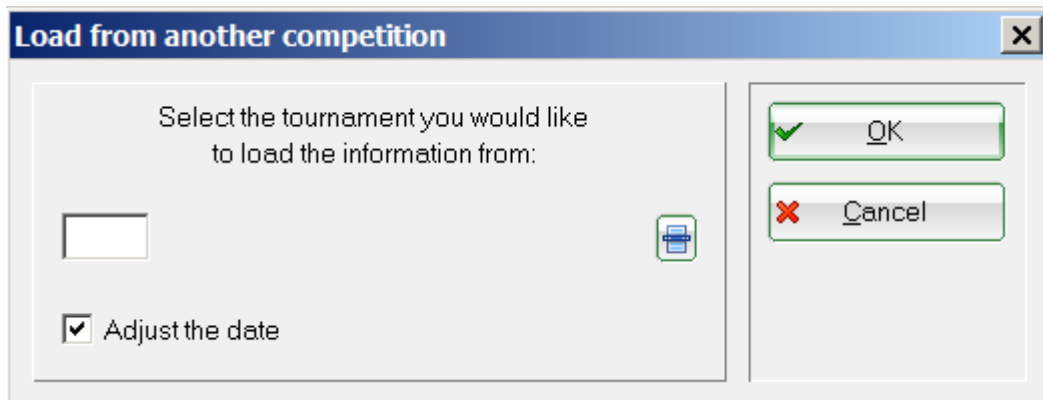 Load from another competition
Select the tournament you would like
to load the information from:
OK
Cancel
Adjust the date